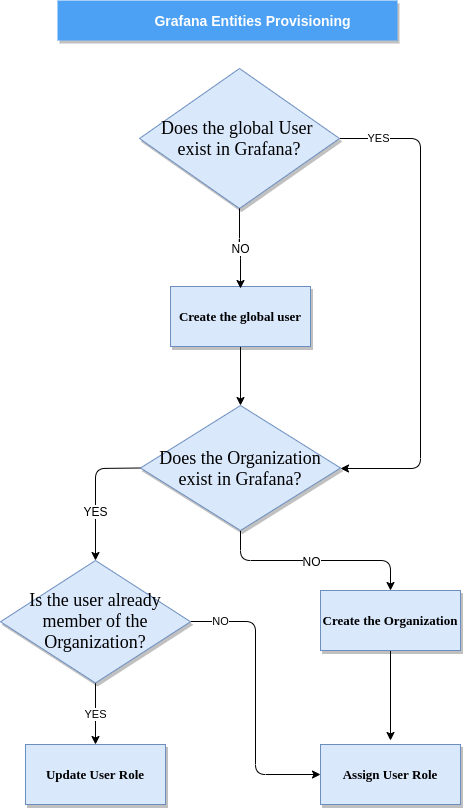 Grafana Entities Provisioning
Does the global User
exist in Grafana?
YES
NO
Create the global user
Does the Organization
exist in Grafana?
YES
NO
Is the user already
member of the
Organization?
Create the Organization
NO
YES
Update User Role
Assign User Role